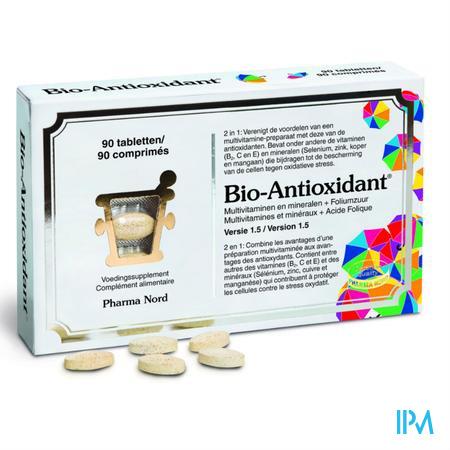 90 tabletten/
90 comprimés
Bio-Antioxidant®
Bio-Antioxidant
90 tabletten/
90 comprimés
Voedingssupplement
Complément alimentaire
Pharma Nord
2 in 1: Verenigt de voordelen van een
multivitamine-preparaat met deze van de
antioxidanten. Bevat onder andere de vitaminen
(B₂, C en E) en mineralen (Selenium, zink, koper
en mangaan) die bijdragen tot de bescherming
van de cellen tegen oxidatieve stress.
Bio-Antioxidant®
Multivitaminen en mineralen + Foliumzuur
Multivitamines et minéraux + Acide Folique
Versie 1.5 / Version 1.5
2 en 1: Combine les avantages d'une
préparation multivitaminée aux avan-
tages des antioxydants. Contient entre
autres des vitamines (B₂, C et E) et des
minéraux (Sélénium, zinc, cuivre et
manganèse) qui contribuent à protéger
les cellules contre le stress oxydatif.
PHARMA NORD
IPM